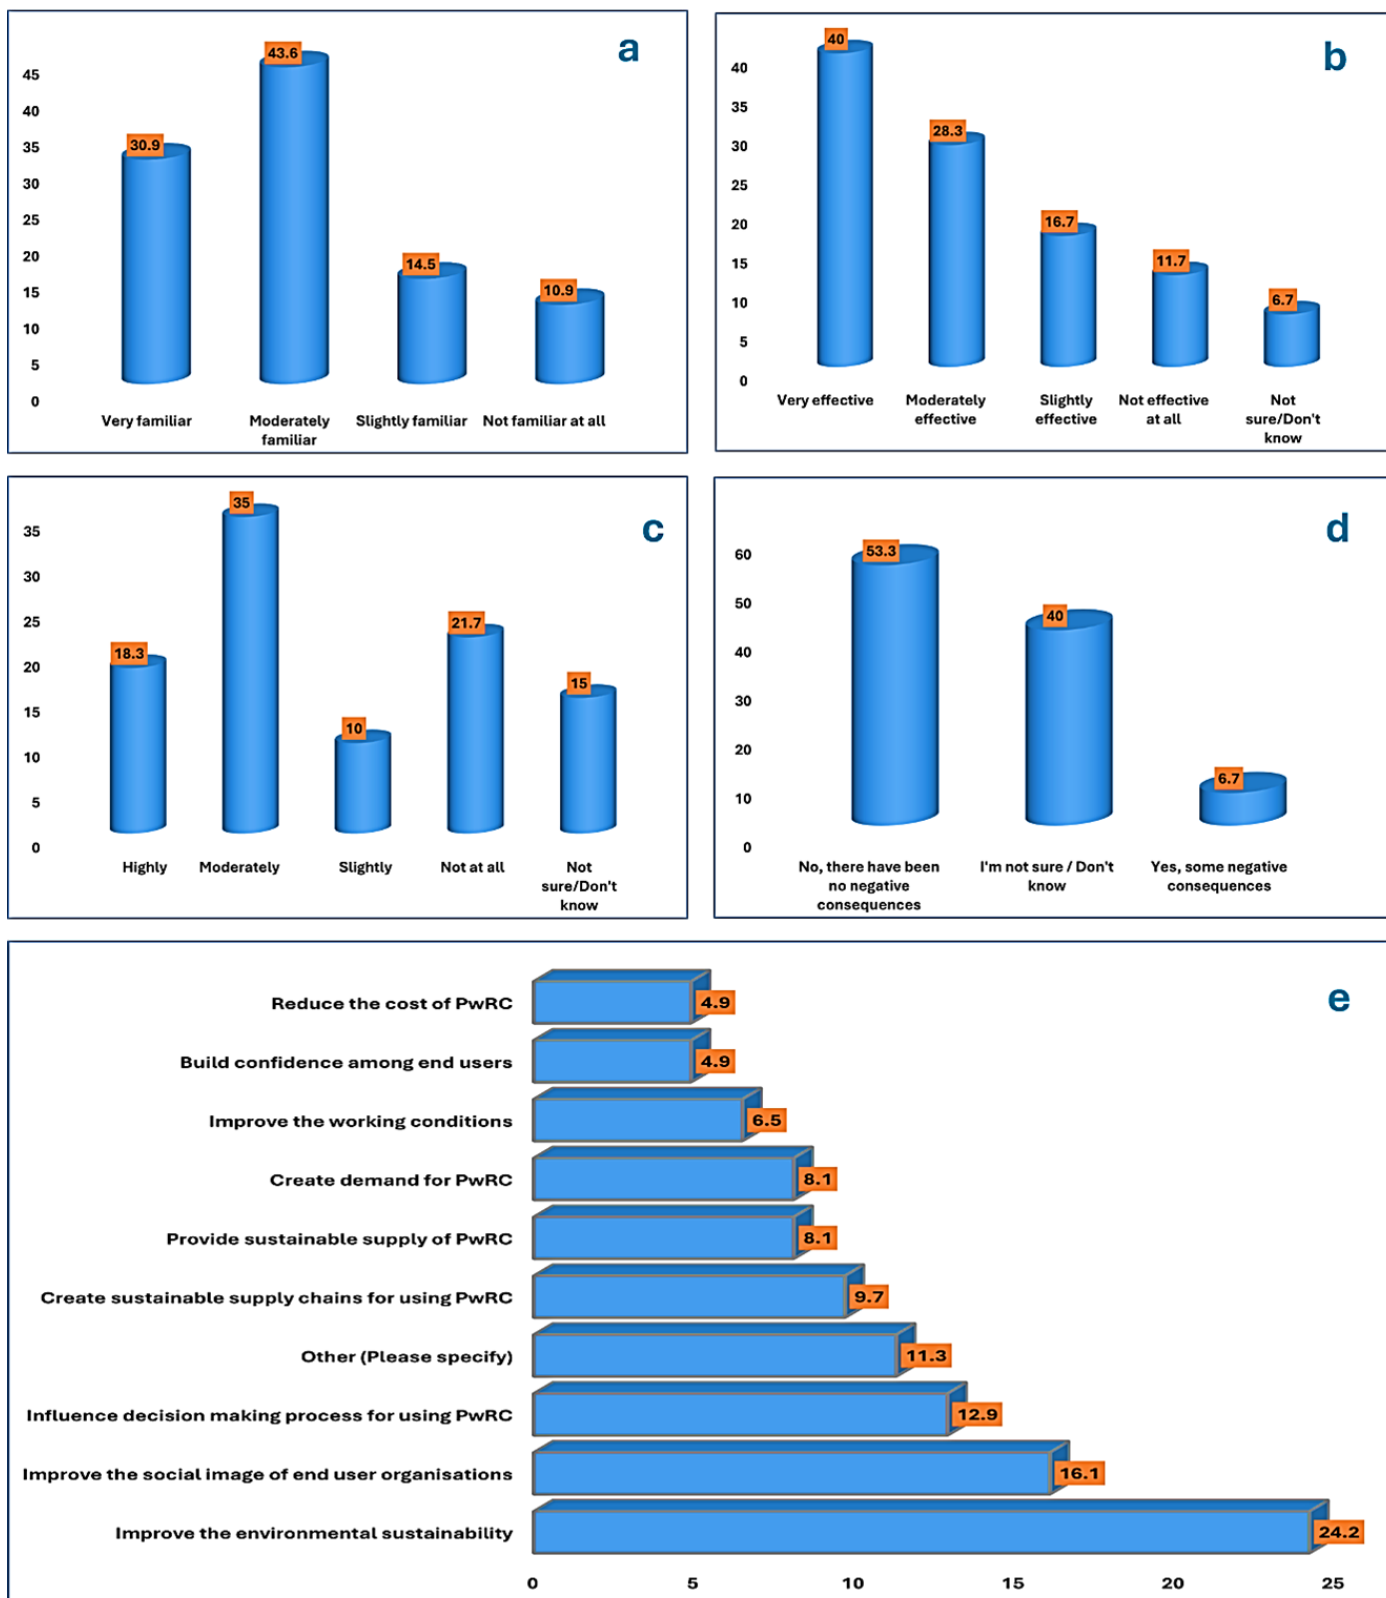 a
45
40
35
30
25
20
15
10
5
0
30.9
43.6
14.5
10.9
Very familiar
Moderately
familiar
Slightly familiar
Not familiar at all
b
40
35
30
25
20
15
10
5
0
40
28.3
16.7
11.7
6.7
Very effective
Moderately
effective
Slightly
effective
Not effective
at all
Not
sure/Don't
know
c
35
30
25
20
15
10
5
0
18.3
35
10
21.7
15
Highly
Moderately
Slightly
Not at all
Not
sure/Don't
know
d
60
50
40
30
20
10
0
53.3
40
6.7
No, there have been
no negative
consequences
I'm not sure / Don't
know
Yes, some negative
consequences
e
Reduce the cost of PwRC
4.9
Build confidence among end users
4.9
Improve the working conditions
6.5
Create demand for PwRC
8.1
Provide sustainable supply of PwRC
8.1
Create sustainable supply chains for using PwRC
9.7
Other (Please specify)
11.3
Influence decision making process for using PwRC
12.9
Improve the social image of end user organisations
16.1
Improve the environmental sustainability
24.2
0
5
10
15
20
25